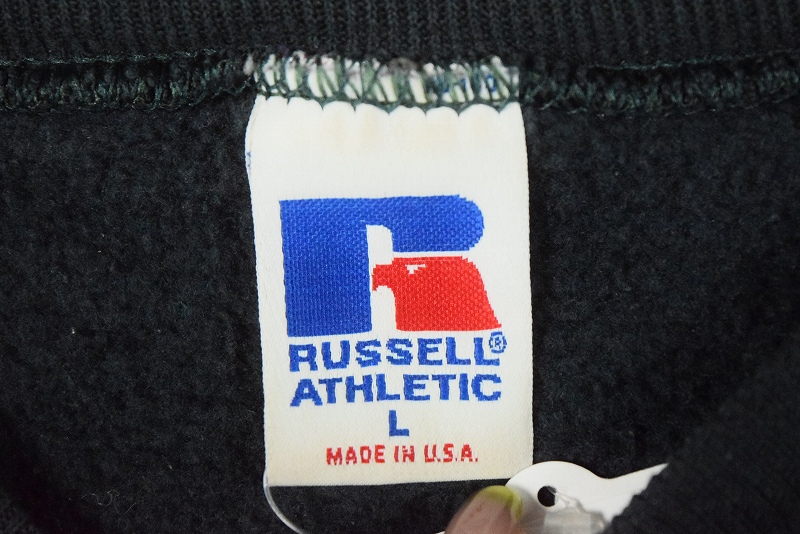 RUSSELL®
ATHLETIC
L
MADE IN U.S.A.